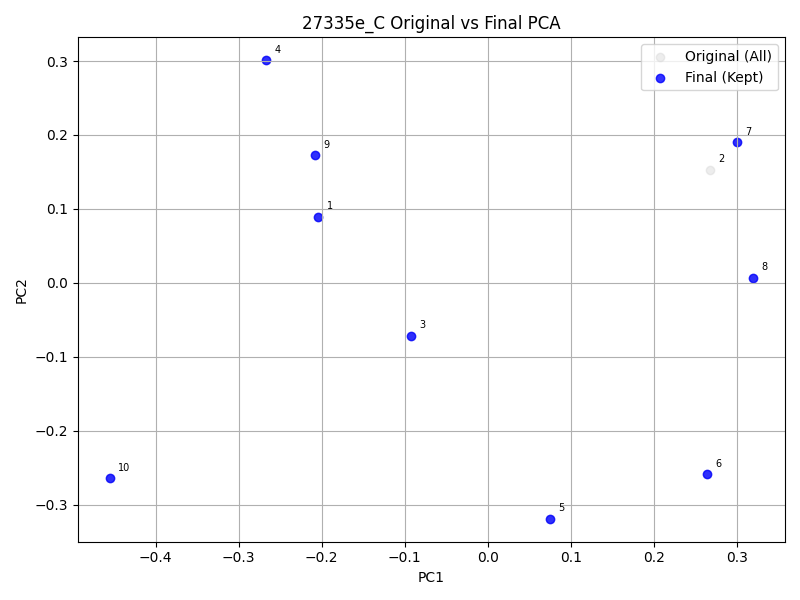 27335e_C Original vs Final PCA
Original (All)
Final (Kept)
4
7
9
2
1
8
3
10
6
5
0.3
0.2
0.1
0.0
−0.1
−0.2
−0.3
−0.4 −0.3 −0.2 −0.1 0.0 0.1 0.2 0.3
PC1
PC2